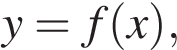 y = f(x),